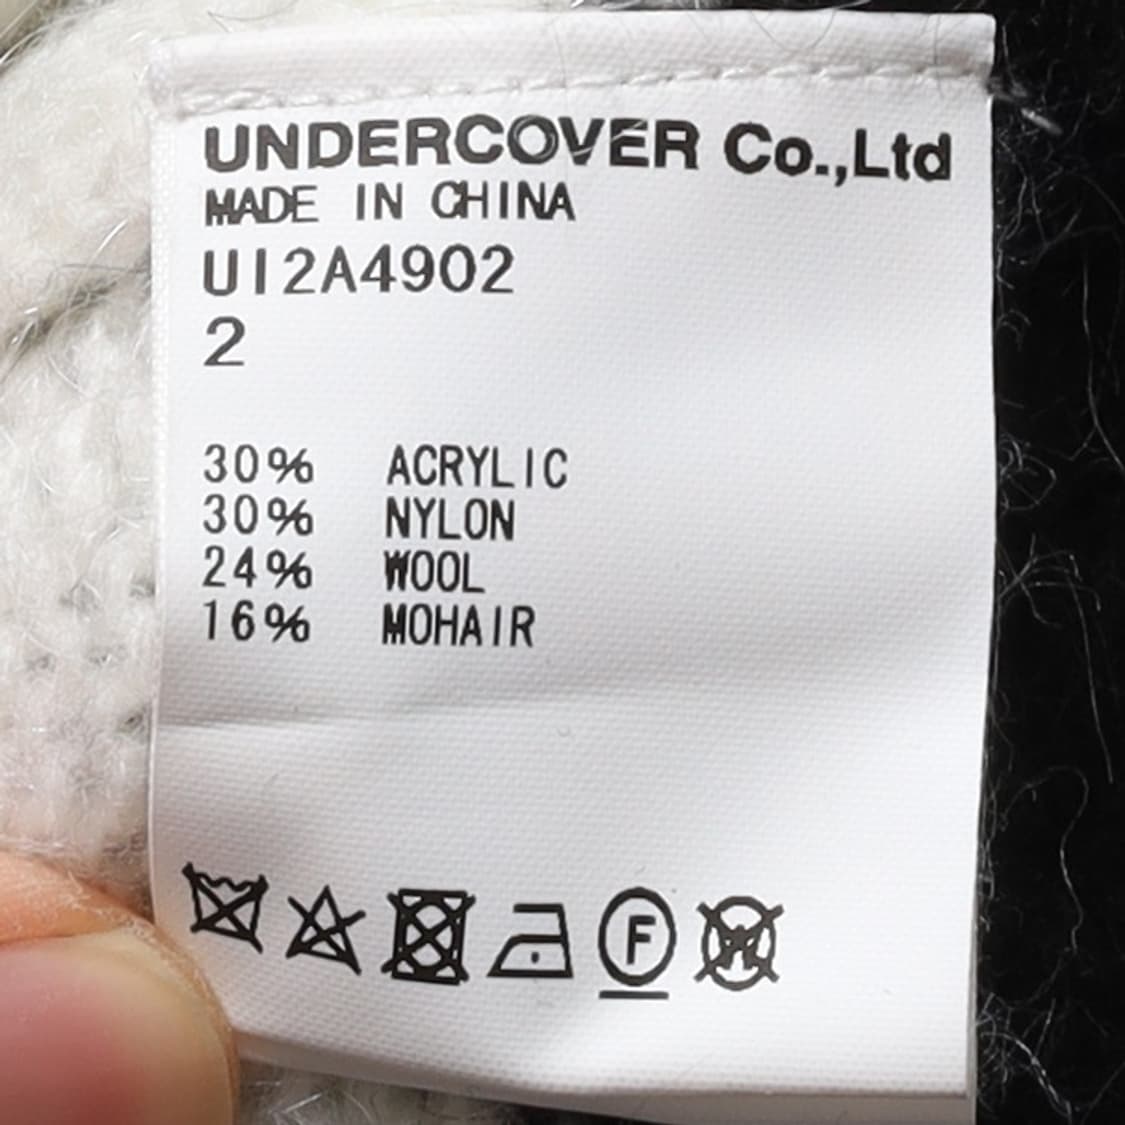 UNDERCOVER Co.,Ltd
MADE IN CHINA
UI2A4902
2
30% ACRYLIC
30% NYLON
24% WOOL
16% MOHAIR
F W